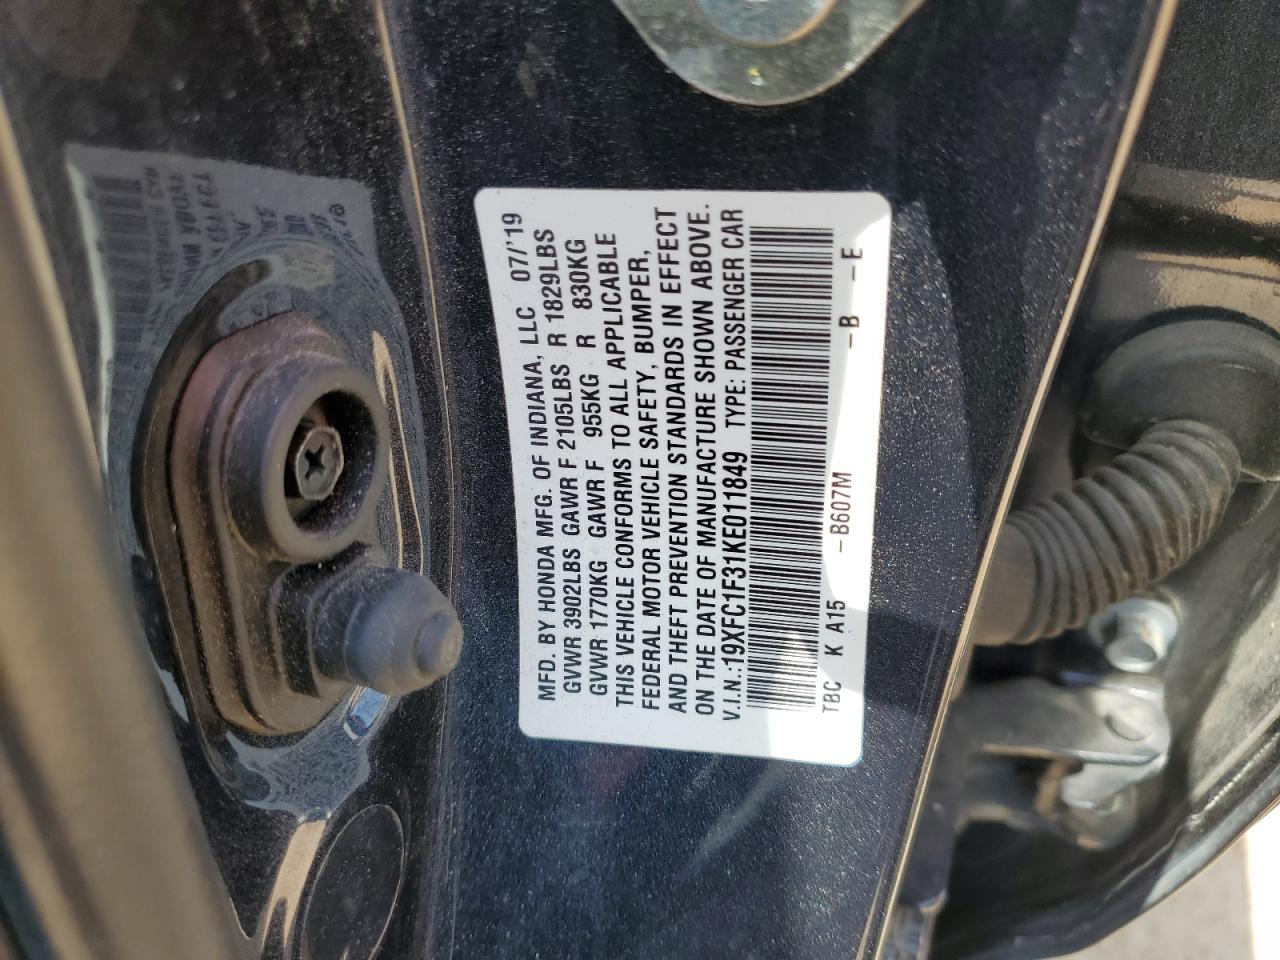 MFD. BY HONDA MFG. OF INDIANA, LLC 07/'19
GVWR 3902LBS GAWR F 2105LBS R 1829LBS
GVWR 1770KG GAWR F 955KG R 830KG
THIS VEHICLE CONFORMS TO ALL APPLICABLE
FEDERAL MOTOR VEHICLE SAFETY, BUMPER,
AND THEFT PREVENTION STANDARDS IN EFFECT
ON THE DATE OF MANUFACTURE SHOWN ABOVE.
V.I.N.:19XFC1F31KE011849 TYPE: PASSENGER CAR
TBC K A15 -B607M -B -E